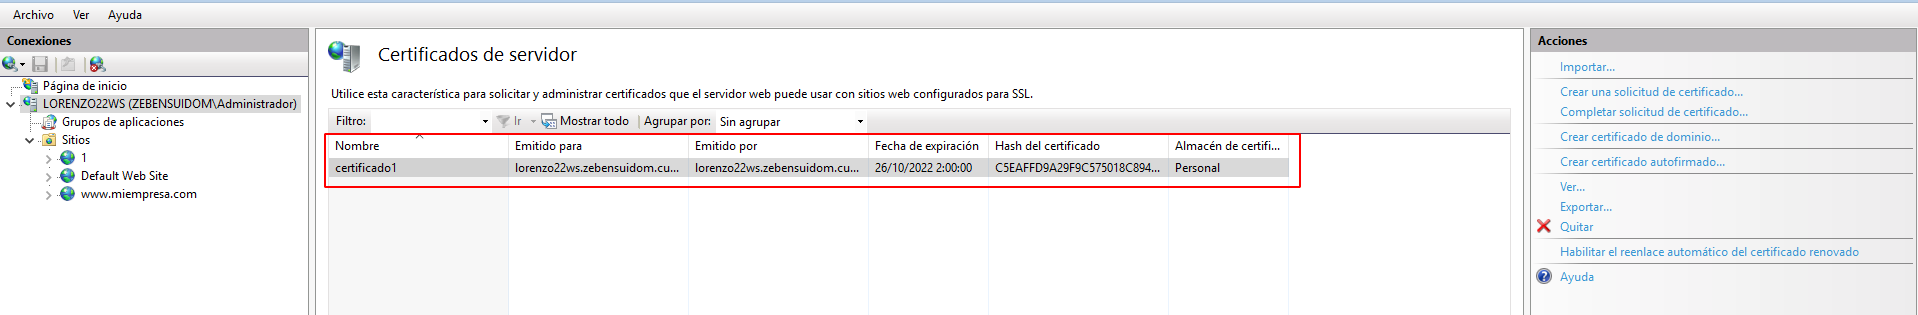 Archivo Ver Ayuda
Conexiones
Página de inicio
LORENZO22WS (ZEBENSUIDOM\Administrador)
Grupos de aplicaciones
Sitios
1
Default Web Site
www.miempresa.com
Certificados de servidor
Utilice esta característica para solicitar y administrar certificados que el servidor web puede usar con sitios web configurados para SSL.
Filtro: Ir Mostrar todo Agrupar por: Sin agrupar
Nombre Emitido para Emitido por Fecha de expiración Hash del certificado Almacén de certifi...
certificado1 lorenzo22ws.zebensuidom.cu... lorenzo22ws.zebensuidom.cu... 26/10/2022 2:00:00 C5EAFFD9A29F9C575018C894... Personal
Acciones
Importar...
Crear una solicitud de certificado...
Completar solicitud de certificado...
Crear certificado de dominio...
Crear certificado autofirmado...
Ver...
Exportar...
Quitar
Habilitar el reenlace automático del certificado renovado
Ayuda